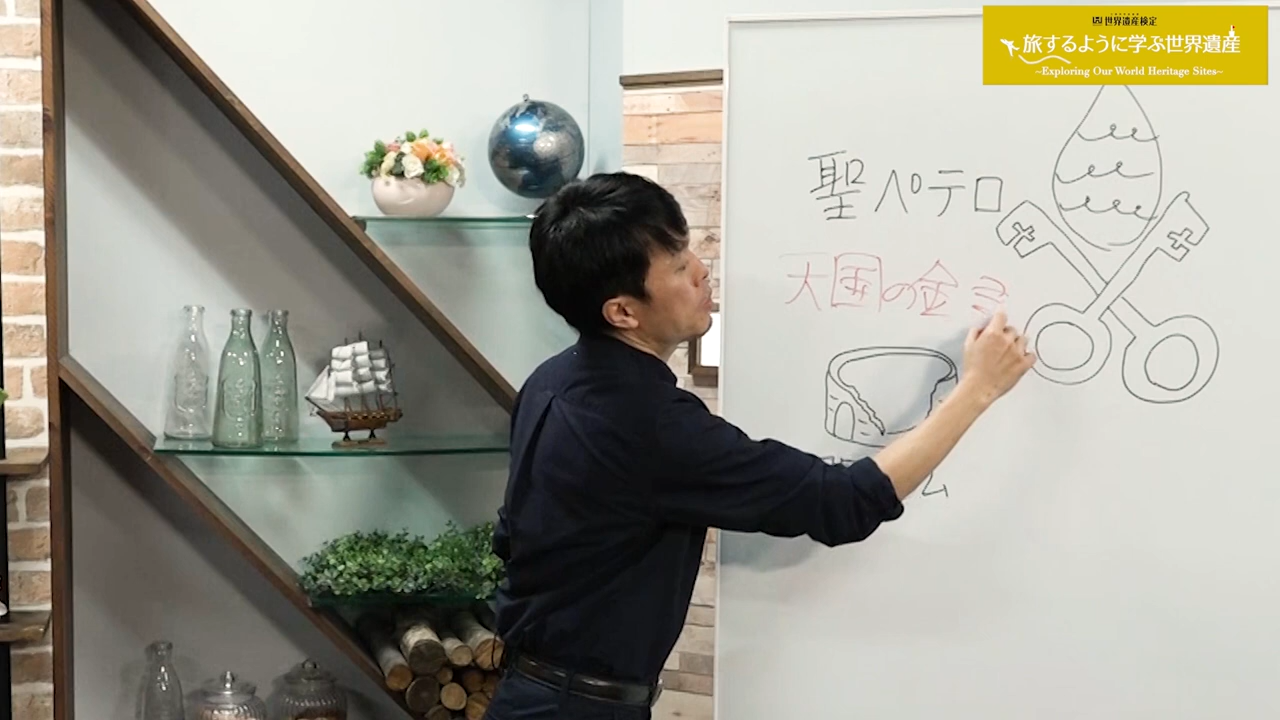 世界遺産検定
旅するように学ぶ世界遺産
~Exploring Our World Heritage Sites~
聖ペテロ
天国の金
ム